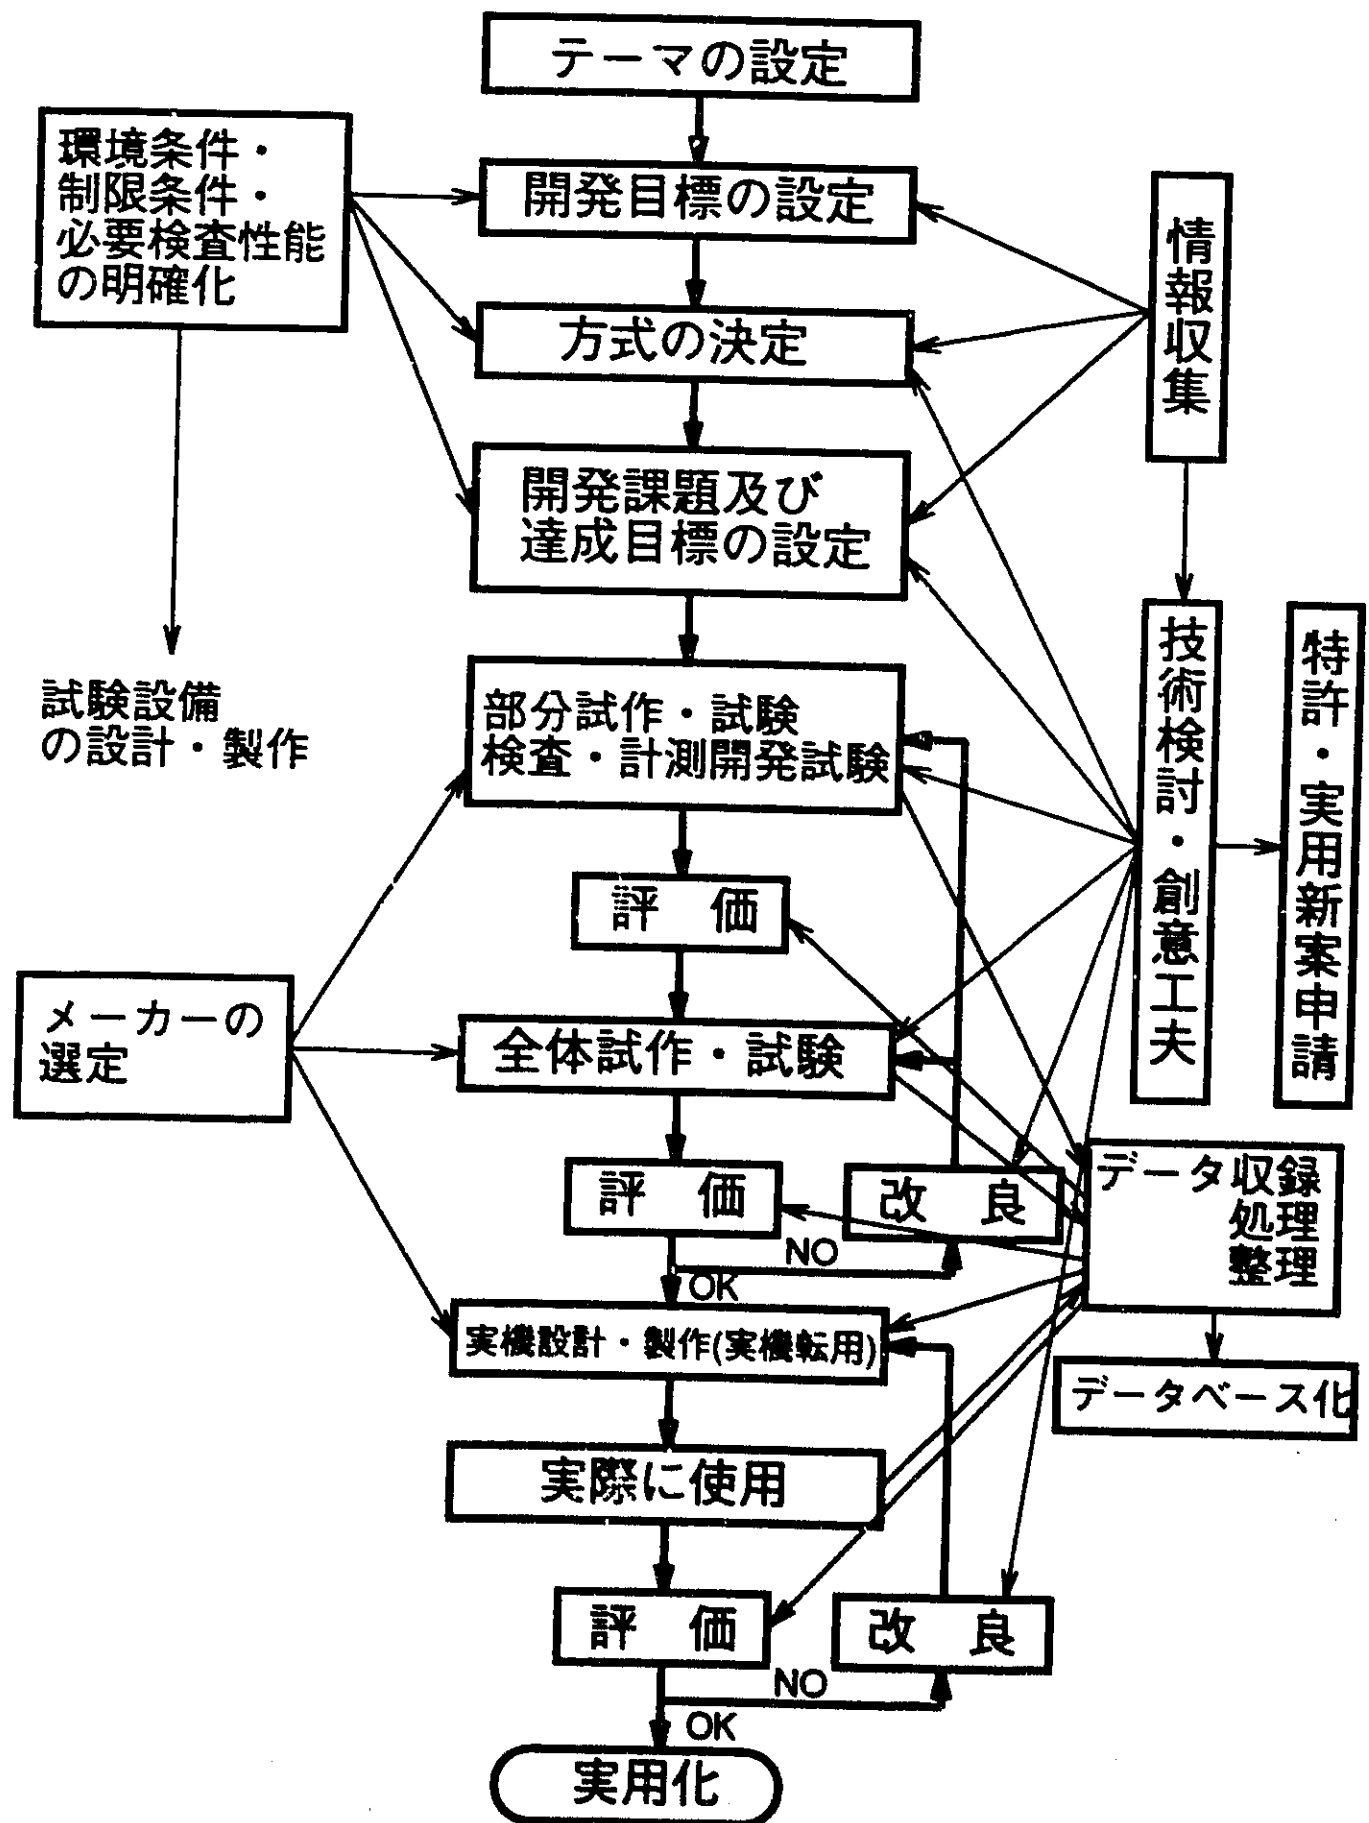 テーマの設定
環境条件・
制限条件・
必要検査性能
の明確化
開発目標の設定
情報収集
方式の決定
開発課題及び
達成目標の設定
試験設備
の設計・製作
部分試作・試験
検査・計測開発試験
技術検討・創意工夫
特許・実用新案申請
評 価
メーカーの
選定
全体試作・試験
評 価
改 良
データ収録
処理
整理
NO
OK
実機設計・製作(実機転用)
データベース化
実際に使用
評 価
改 良
NO
OK
実用化